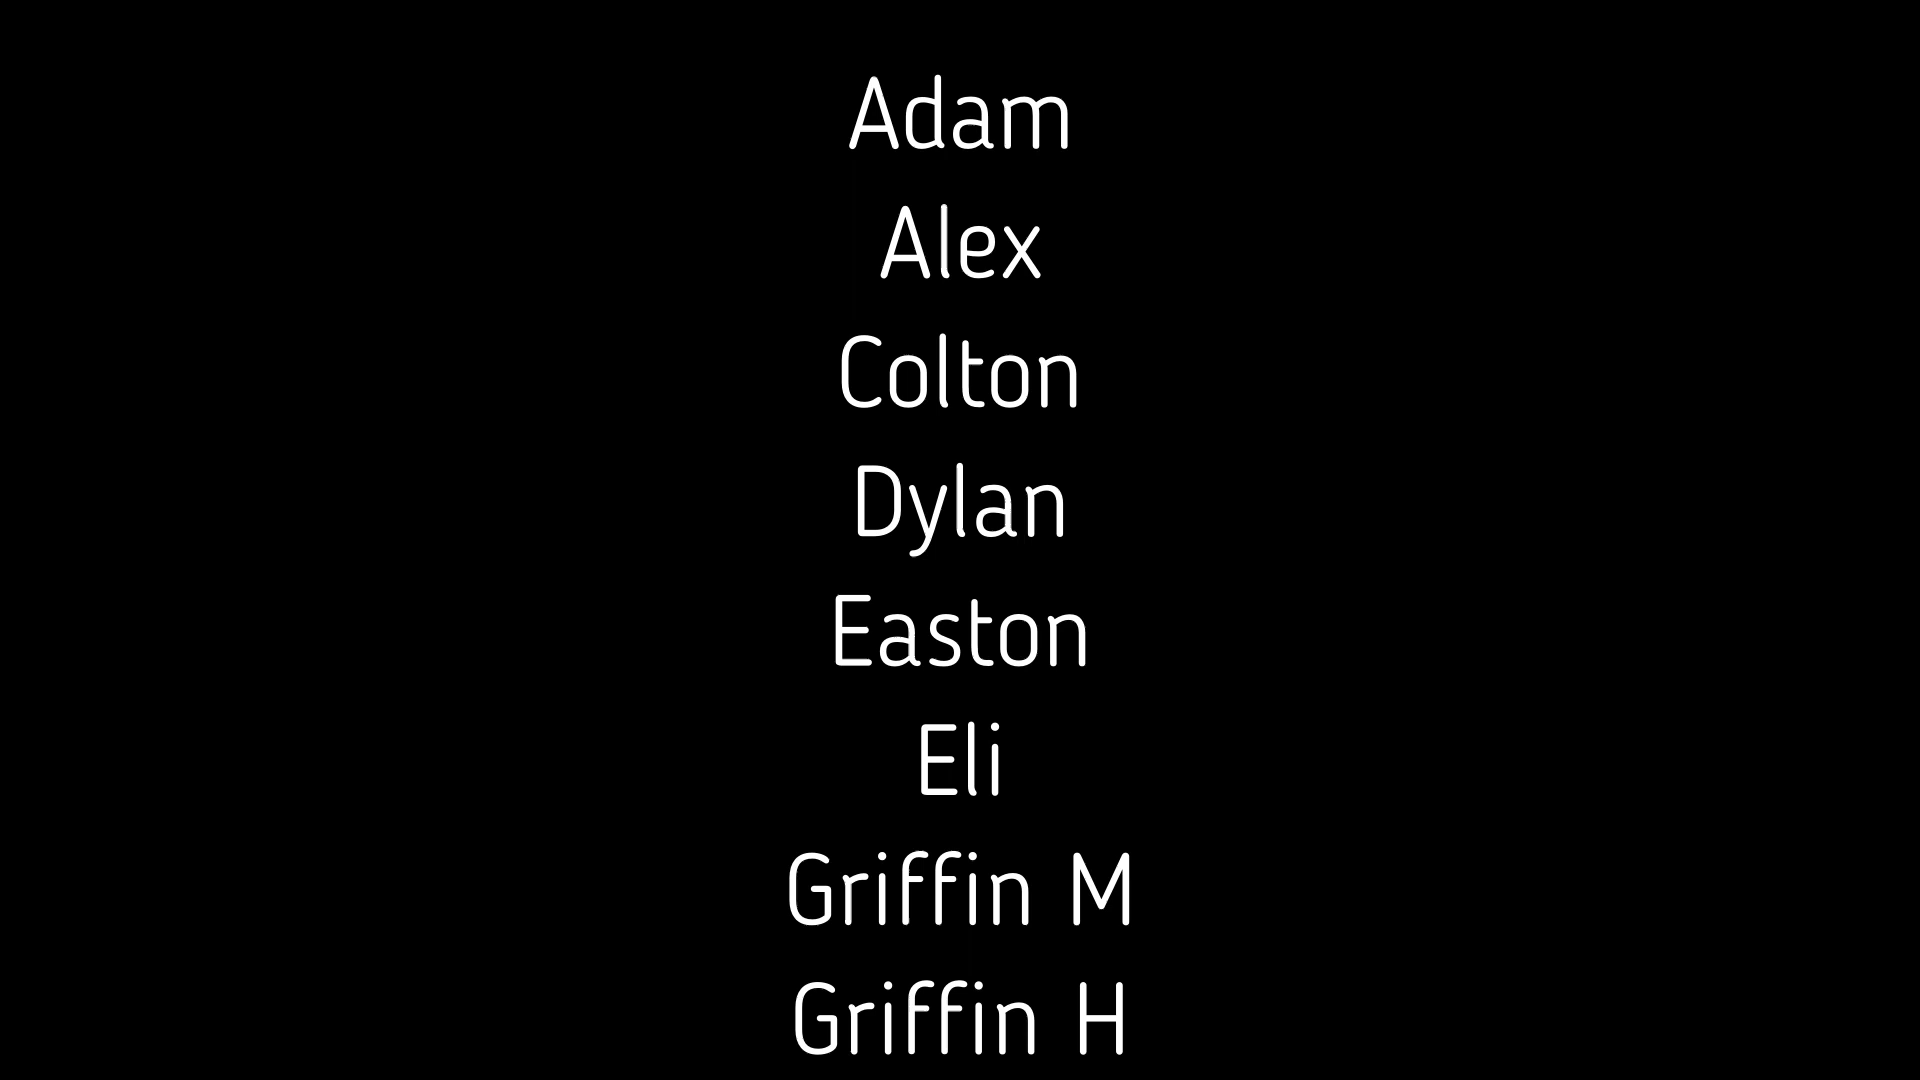 Adam
Alex
Colton
Dylan
Easton
Eli
Griffin M
Griffin H